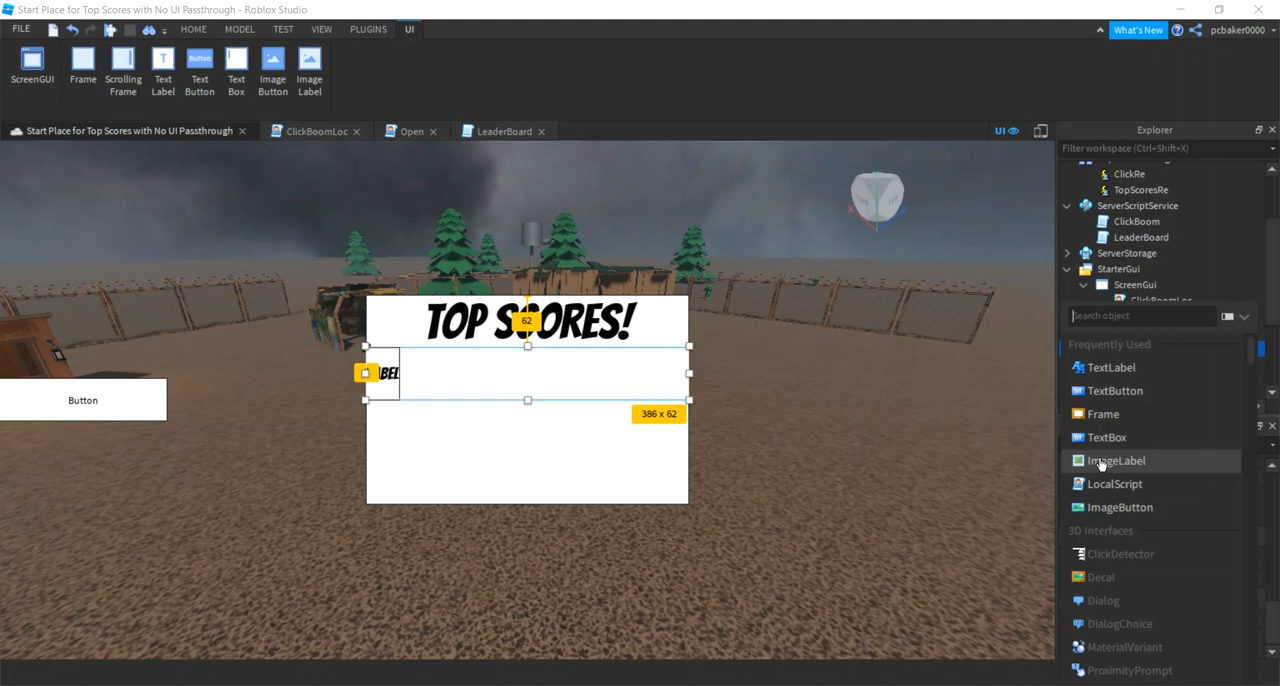 Start Place for Top Scores with No UI Passthrough - Roblox Studio
FILE HOME MODEL TEST VIEW PLUGINS UI What's New pcbaker0000
ScreenGUI Frame Scrolling Frame Text Label Text Button Text Box Image Button Image Label
Button
T
Start Place for Top Scores with No UI Passthrough ClickBoomLoc Open LeaderBoard UI Explorer
Filter workspace (Ctrl+Shift+X)
ClickRe
TopScoresRe
ServerScriptService
ClickBoom
LeaderBoard
ServerStorage
StarterGui
ScreenGui
ClickBoomLoc
Search object
TOP SCORES!
62
Frequently Used
TextLabel
TextButton
Frame
TextBox
ImageLabel
LocalScript
ImageButton
3D Interfaces
ClickDetector
Decal
Dialog
DialogChoice
MaterialVariant
ProximityPrompt
BEL
Button
386 x 62